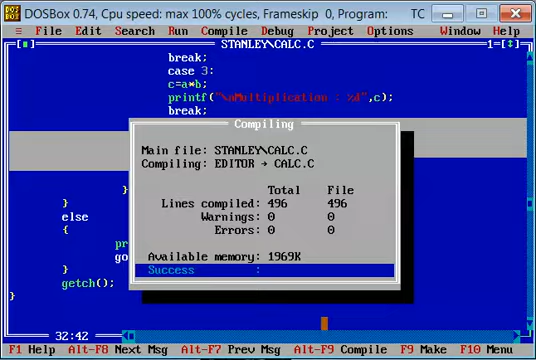 DOSBox 0.74, Cpu speed: max 100% cycles, Frameskip 0, Program: TC
≡ File Edit Search Run Compile Debug Project Options Window Help
[■] STANLEY\CALC.C 1=[↕]
break;
case 3:
c=a*b;
printf("\nMultiplication : %d",c);
break;
Compiling
Main file: STANLEY\CALC.C
Compiling: EDITOR → CALC.C
Total File
Lines compiled: 496 496
Warnings: 0 0
Errors: 0 0
Available memory: 1969K
Success :
}
}
else
{
pr
go
}
getch();
}
32:42
F1 Help Alt-F8 Next Msg Alt-F7 Prev Msg Alt-F9 Compile F9 Make F10 Menu